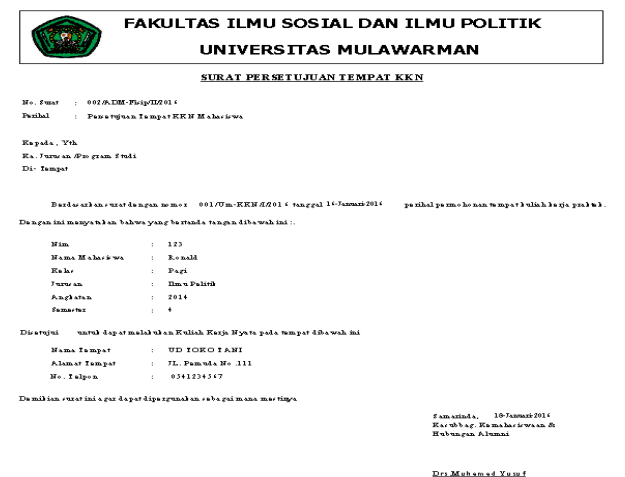 FAKULTAS ILMU SOSIAL DAN ILMU POLITIK
UNIVERSITAS MULAWARMAN
SURAT PERSETUJUAN TEMPAT KKN
No. Surat : 002/ADM-Fisip/II/2016
Perihal : Persetujuan Tempat KKN Mahasiswa
Kepada , Yth
Ka. Jurusan /Program Studi
Di- Tempat
Berdasarkan surat dengan nomor 001/Um-KKN/I/2016 tanggal 16-Januari-2016 perihal permohonan tempat kuliah kerja praktek .
Dengan ini menyatakan bahwa yang bertanda tangan dibawah ini :.
Nim : 123
Nama Mahasiswa : Ronald
Kelas : Pagi
Jurusan : Ilmu Politik
Angkatan : 2014
Semester : 4
Disetujui untuk dapat melakukan Kuliah Kerja Nyata pada tempat dibawah ini
Nama Tempat : UD TOKO TANI
Alamat Tempat : JL. Pemuda No .111
No. Telpon : 0541234567
Demikian surat ini agar dapat dipergunakan sebagai mana mestinya
Samarinda, 18-Januari-2016
Kasubbag. Kemahasiswaan &
Hubungan Alumni
Drs.Muhamad Yusuf